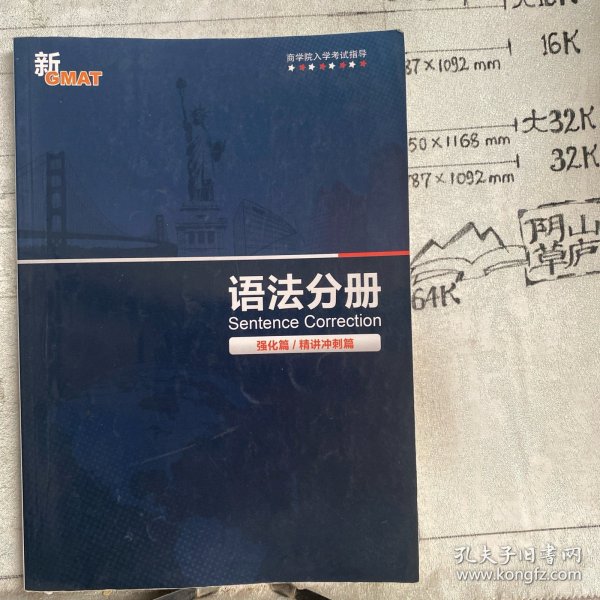 新
GMAT
商学院入学考试指导
语法分册
Sentence Correction
强化篇 / 精讲冲刺篇
16K
87×1092 mm
大32K
50×1168 mm
32K
87×1092 mm
阴山
草庐
64K
孔夫子旧书网
www.kongfz.com